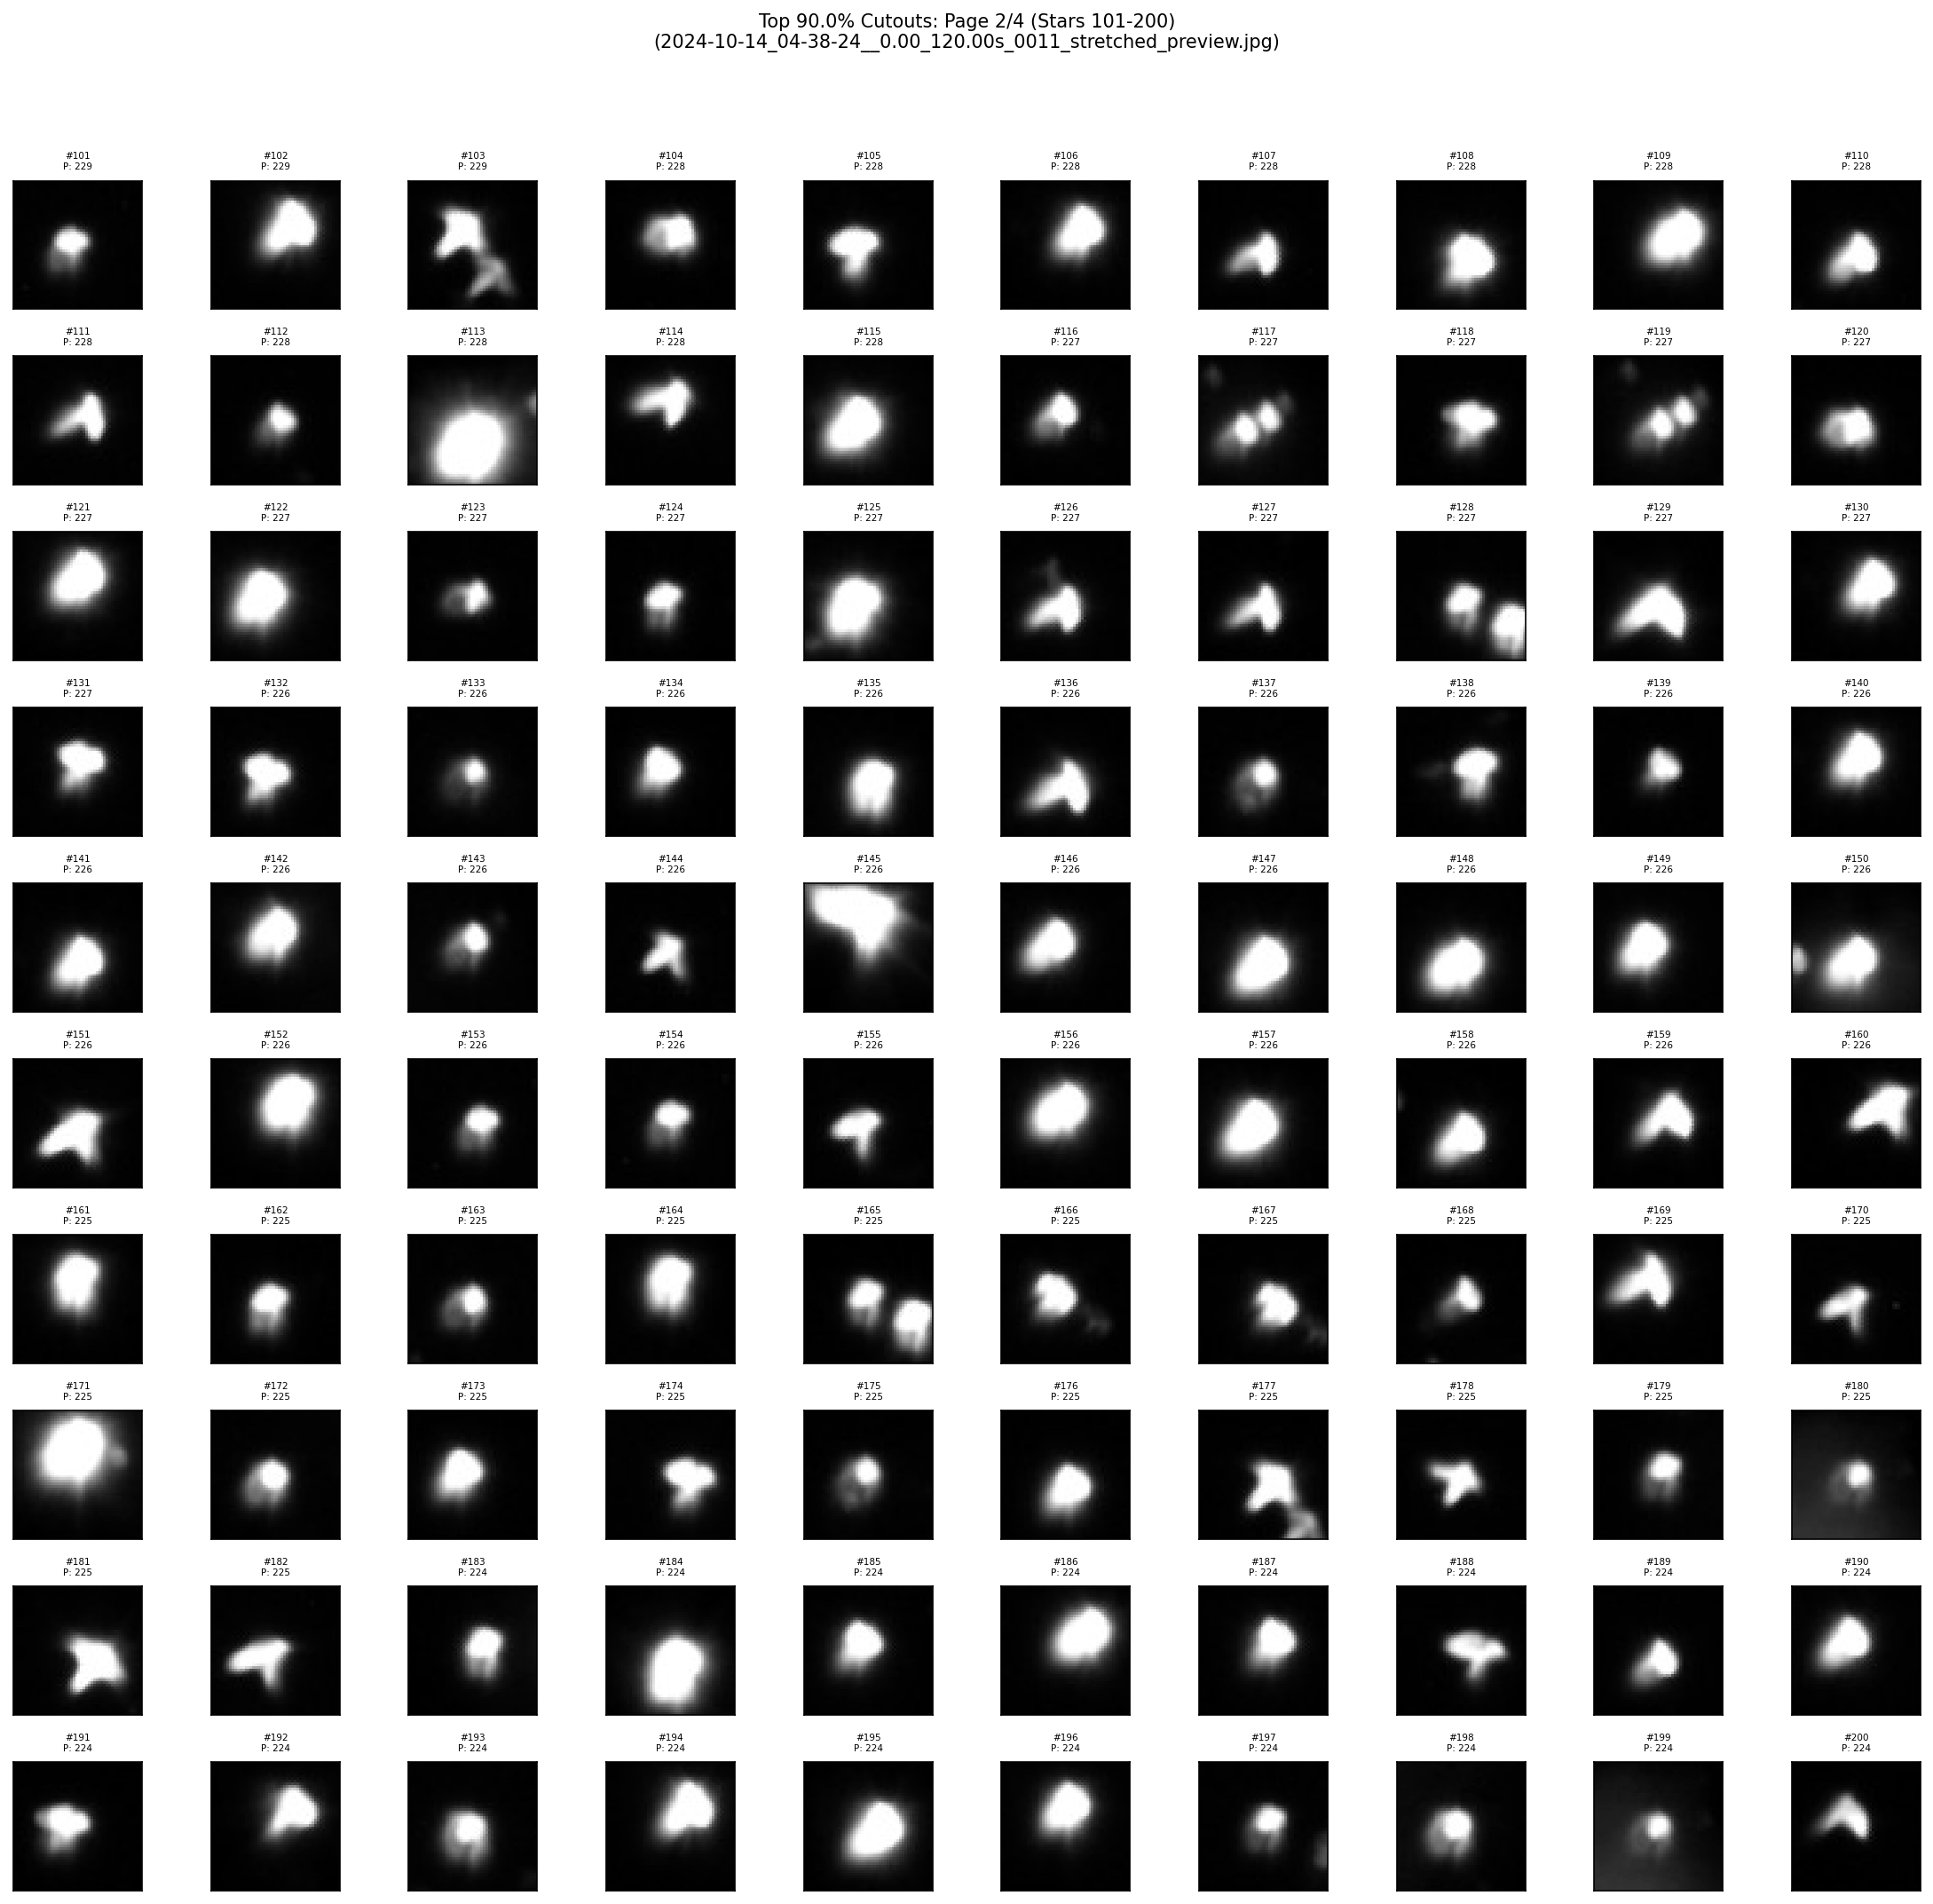 Top 90.0% Cutouts: Page 2/4 (Stars 101-200)
(2024-10-14_04-38-24__0.00_120.00s_0011_stretched_preview.jpg)
#101 #102 #103 #104 #105 #106 #107 #108 #109 #110
P: 229 P: 229 P: 229 P: 228 P: 228 P: 228 P: 228 P: 228 P: 228 P: 228
#111 #112 #113 #114 #115 #116 #117 #118 #119 #120
P: 228 P: 228 P: 228 P: 228 P: 228 P: 227 P: 227 P: 227 P: 227 P: 227
#121 #122 #123 #124 #125 #126 #127 #128 #129 #130
P: 227 P: 227 P: 227 P: 227 P: 227 P: 227 P: 227 P: 227 P: 227 P: 227
#131 #132 #133 #134 #135 #136 #137 #138 #139 #140
P: 227 P: 226 P: 226 P: 226 P: 226 P: 226 P: 226 P: 226 P: 226 P: 226
#141 #142 #143 #144 #145 #146 #147 #148 #149 #150
P: 226 P: 226 P: 226 P: 226 P: 226 P: 226 P: 226 P: 226 P: 226 P: 226
#151 #152 #153 #154 #155 #156 #157 #158 #159 #160
P: 226 P: 226 P: 226 P: 226 P: 226 P: 226 P: 226 P: 226 P: 226 P: 226
#161 #162 #163 #164 #165 #166 #167 #168 #169 #170
P: 225 P: 225 P: 225 P: 225 P: 225 P: 225 P: 225 P: 225 P: 225 P: 225
#171 #172 #173 #174 #175 #176 #177 #178 #179 #180
P: 225 P: 225 P: 225 P: 225 P: 225 P: 225 P: 225 P: 225 P: 225 P: 225
#181 #182 #183 #184 #185 #186 #187 #188 #189 #190
P: 225 P: 225 P: 224 P: 224 P: 224 P: 224 P: 224 P: 224 P: 224 P: 224
#191 #192 #193 #194 #195 #196 #197 #198 #199 #200
P: 224 P: 224 P: 224 P: 224 P: 224 P: 224 P: 224 P: 224 P: 224 P: 224